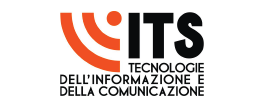 ITS
TECNOLOGIE
DELL'INFORMAZIONE E
DELLA COMUNICAZIONE